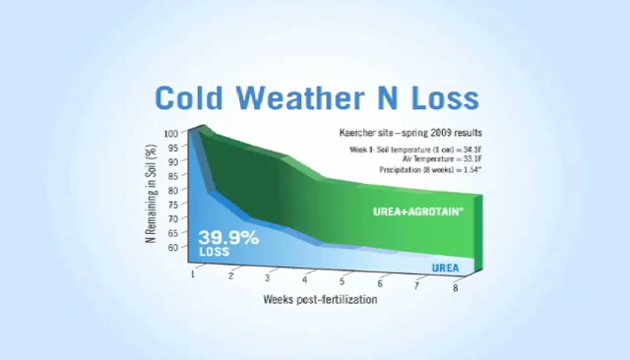 Cold Weather N Loss
Kaercher site—spring 2009 results
Week 1- Soil temperature (1 cm) = 34.3F
Air Temperature = 33.1F
Precipitation (8 weeks) = 1.54"
N Remaining in Soil (%)
100
95
90
85
80
75
70
65
60
UREA+AGROTAIN®
39.9%
LOSS
UREA
1 2 3 4 5 6 7 8
Weeks post-fertilization